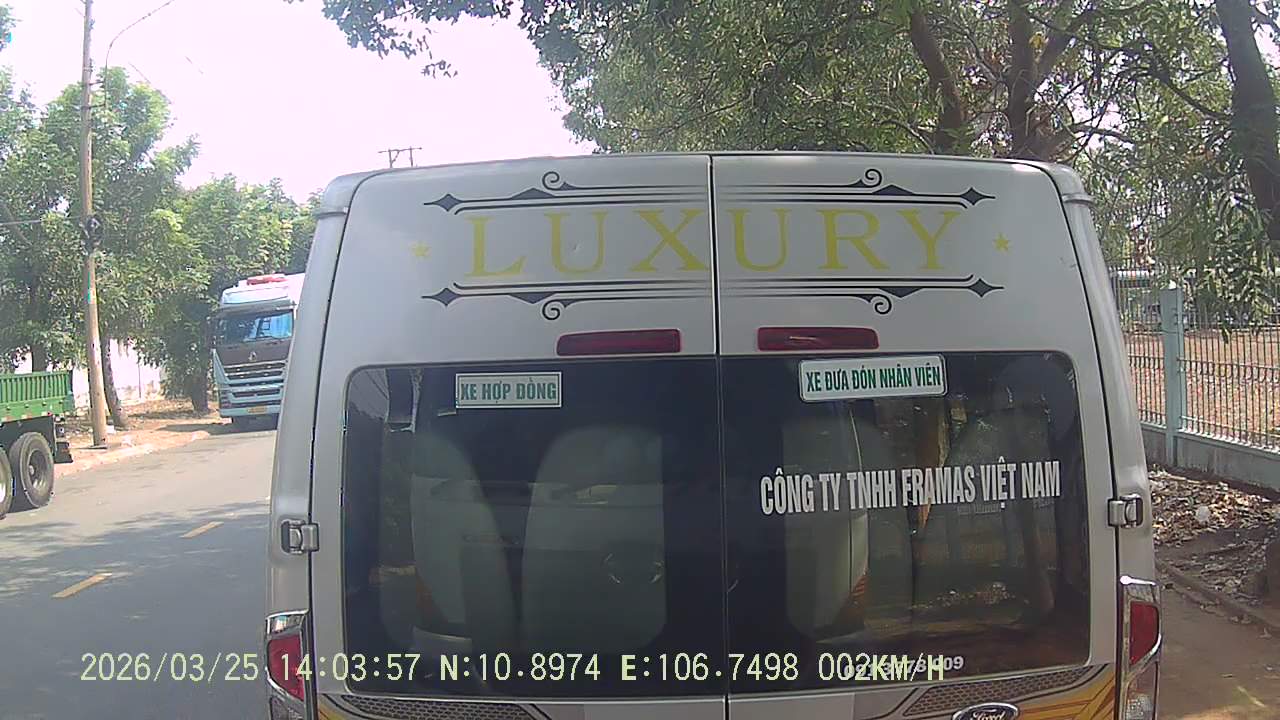 LUXURY
XE HỢP ĐỒNG
XE ĐƯA ĐÓN NHÂN VIÊN
CÔNG TY TNHH FRAMAS VIỆT NAM
2026/03/25 14:03:57 N:10.8974 E:106.7498 002KM/H
Ford